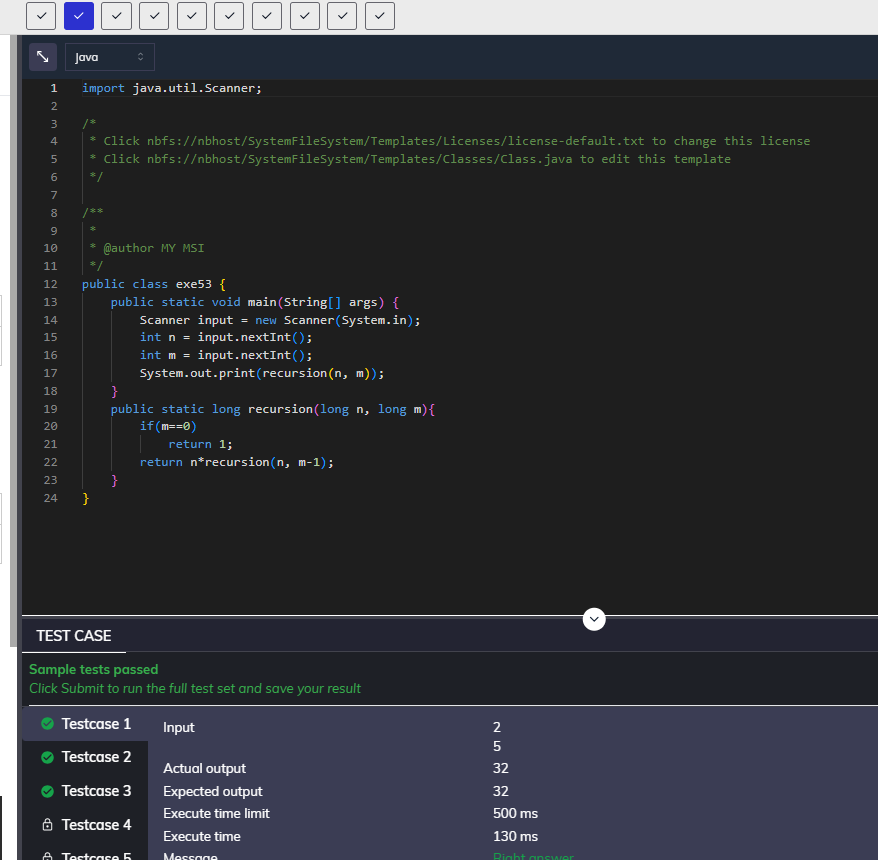 Java
1 import java.util.Scanner;
2
3 /*
4  * Click nbfs://nbhost/SystemFileSystem/Templates/Licenses/license-default.txt to change this license
5  * Click nbfs://nbhost/SystemFileSystem/Templates/Classes/Class.java to edit this template
6  */
7
8 /**
9  *
10  * @author MY MSI
11  */
12 public class exe53 {
13     public static void main(String[] args) {
14         Scanner input = new Scanner(System.in);
15         int n = input.nextInt();
16         int m = input.nextInt();
17         System.out.print(recursion(n, m));
18     }
19     public static long recursion(long n, long m){
20         if(m==0)
21             return 1;
22         return n*recursion(n, m-1);
23     }
24 }
TEST CASE
Sample tests passed
Click Submit to run the full test set and save your result
Testcase 1
Testcase 2
Testcase 3
Testcase 4
Testcase 5
Input 2
5
Actual output 32
Expected output 32
Execute time limit 500 ms
Execute time 130 ms
Message Right answer